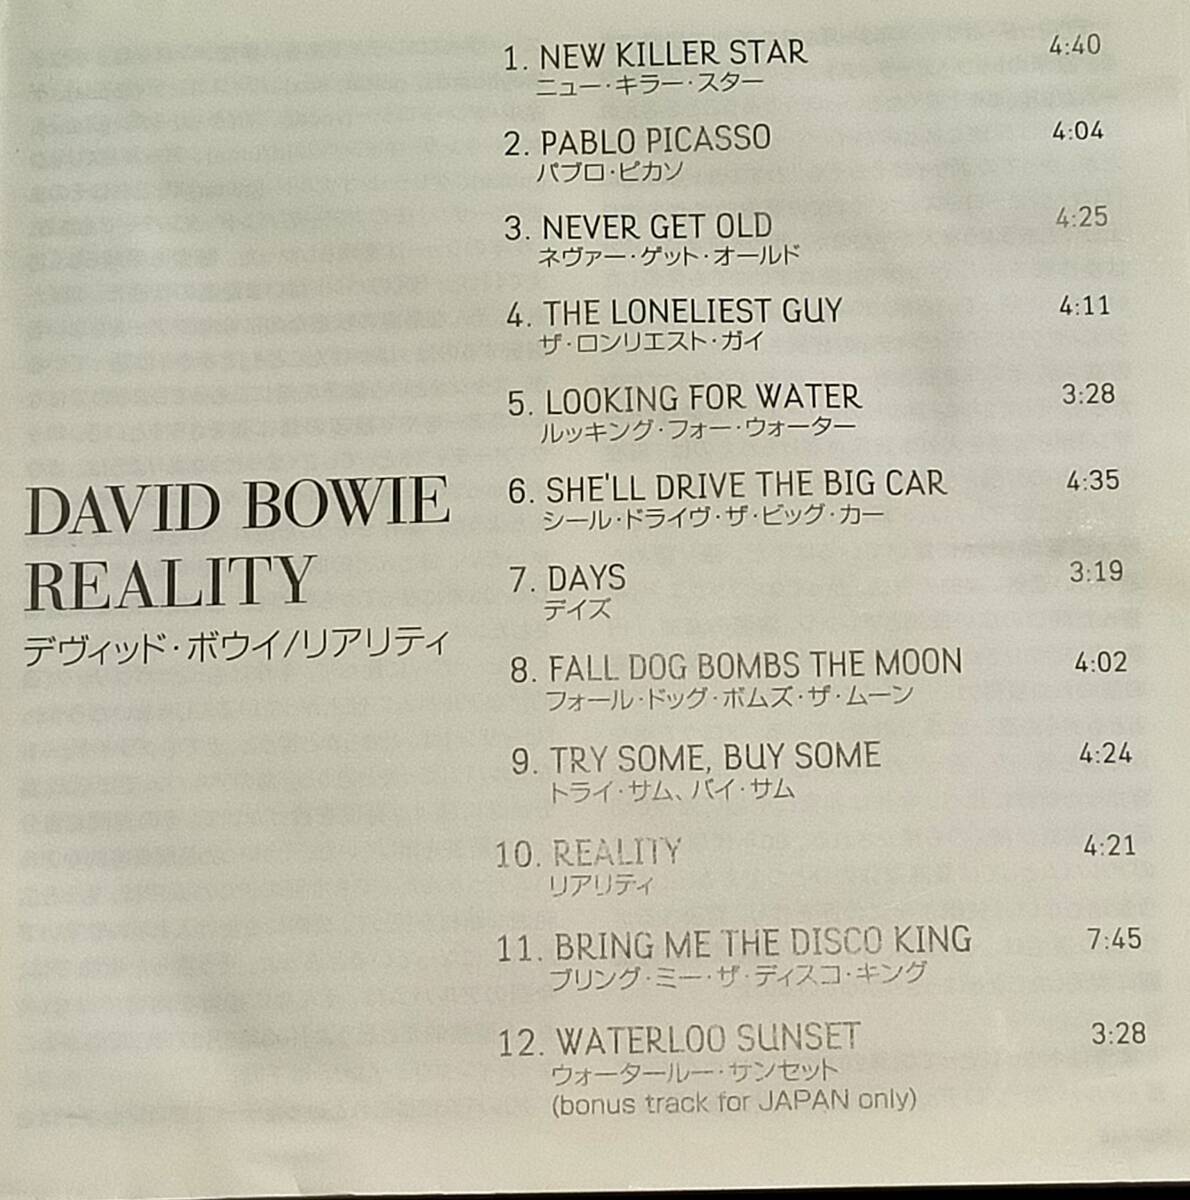 DAVID BOWIE
REALITY
デヴィッド・ボウイ/リアリティ
1. NEW KILLER STAR 4:40
ニュー・キラー・スター
2. PABLO PICASSO 4:04
パブロ・ピカソ
3. NEVER GET OLD 4:25
ネヴァー・ゲット・オールド
4. THE LONELIEST GUY 4:11
ザ・ロンリエスト・ガイ
5. LOOKING FOR WATER 3:28
ルッキング・フォー・ウォーター
6. SHE'LL DRIVE THE BIG CAR 4:35
シール・ドライヴ・ザ・ビッグ・カー
7. DAYS 3:19
デイズ
8. FALL DOG BOMBS THE MOON 4:02
フォール・ドッグ・ボムズ・ザ・ムーン
9. TRY SOME, BUY SOME 4:24
トライ・サム、バイ・サム
10. REALITY 4:21
リアリティ
11. BRING ME THE DISCO KING 7:45
ブリング・ミー・ザ・ディスコ・キング
12. WATERLOO SUNSET 3:28
ウォータールー・サンセット
(bonus track for JAPAN only)